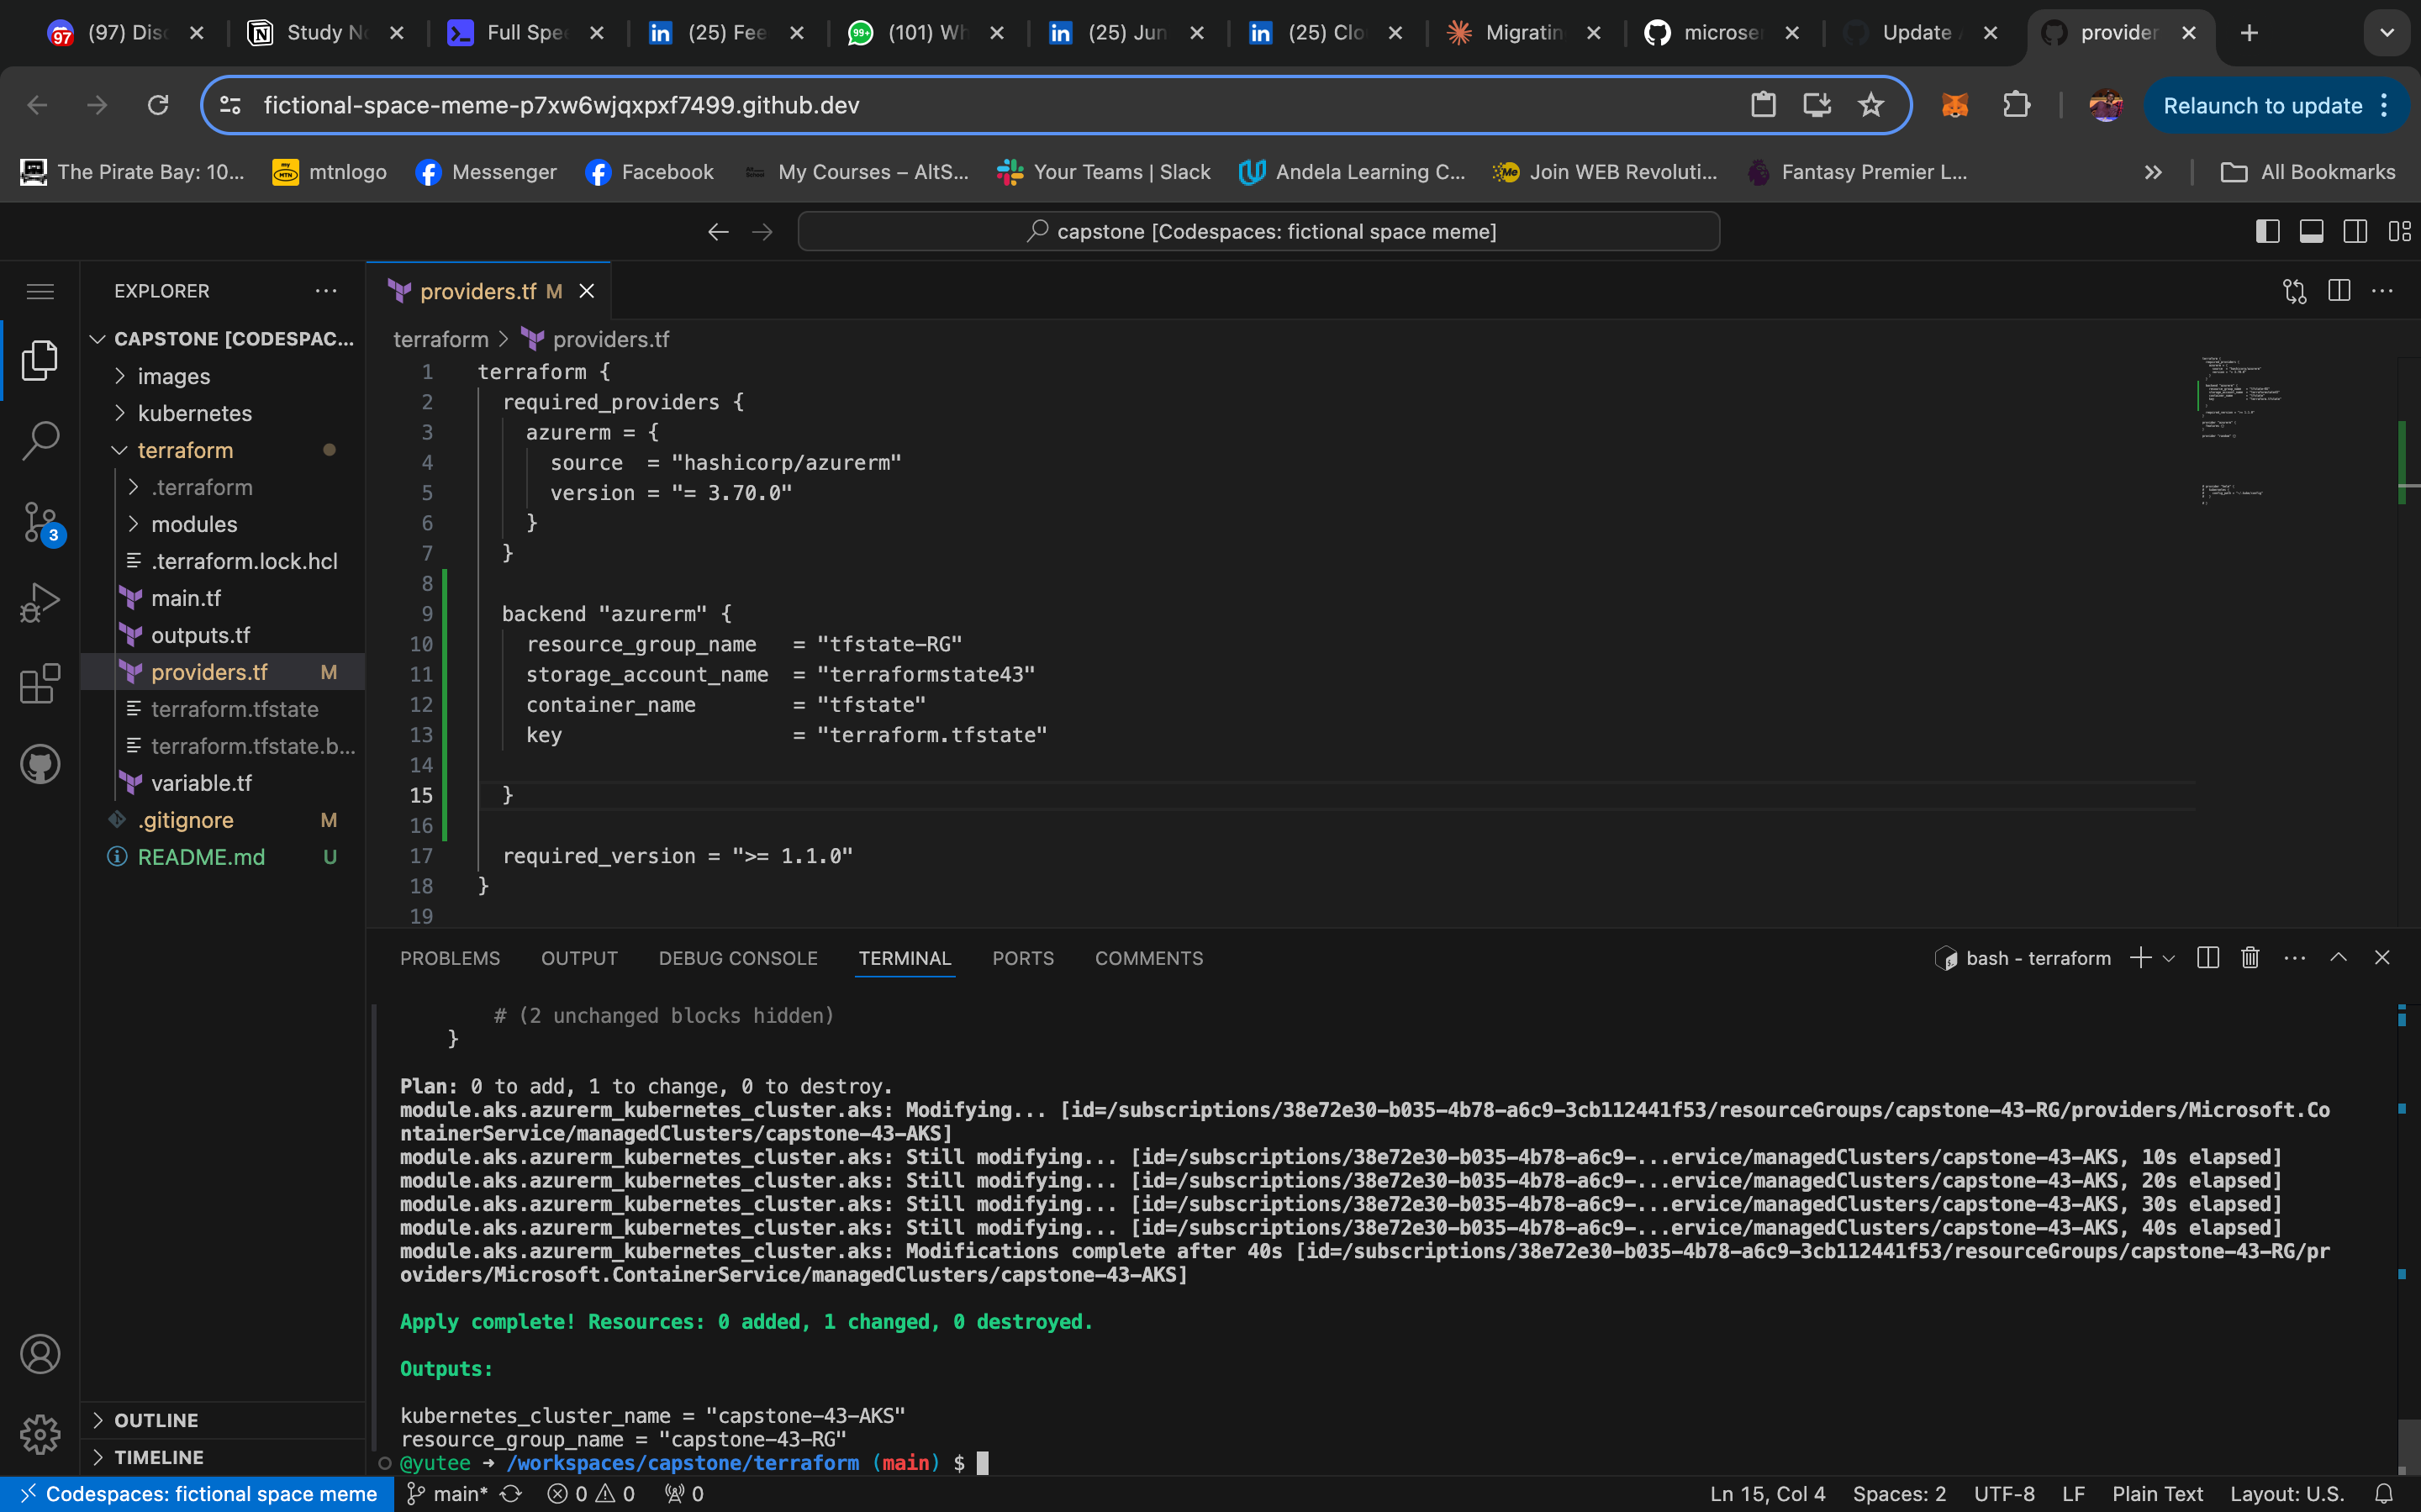 97 (97) Disc
Study No
Full Spee
(25) Fee
99+ (101) Wh
(25) Jun
(25) Clo
Migratin
microser
Update
provider
fictional-space-meme-p7xw6wjqxpxf7499.github.dev
Relaunch to update
The Pirate Bay: 10...
mtnlogo
Messenger
Facebook
My Courses – AltS...
Your Teams | Slack
Andela Learning C...
Join WEB Revoluti...
Fantasy Premier L...
All Bookmarks
capstone [Codespaces: fictional space meme]
EXPLORER
CAPSTONE [CODESPAC...
images
kubernetes
terraform
.terraform
modules
.terraform.lock.hcl
main.tf
outputs.tf
providers.tf M
terraform.tfstate
terraform.tfstate.b...
variable.tf
.gitignore M
README.md U
3
OUTLINE
TIMELINE
providers.tf M
terraform > providers.tf
1 terraform {
2 required_providers {
3 azurerm = {
4 source = "hashicorp/azurerm"
5 version = "= 3.70.0"
6 }
7 }
8
9 backend "azurerm" {
10 resource_group_name = "tfstate-RG"
11 storage_account_name = "terraformstate43"
12 container_name = "tfstate"
13 key = "terraform.tfstate"
14
15 }
16
17 required_version = ">= 1.1.0"
18 }
19
PROBLEMS OUTPUT DEBUG CONSOLE TERMINAL PORTS COMMENTS
bash - terraform
# (2 unchanged blocks hidden)
}
Plan: 0 to add, 1 to change, 0 to destroy.
module.aks.azurerm_kubernetes_cluster.aks: Modifying... [id=/subscriptions/38e72e30-b035-4b78-a6c9-3cb112441f53/resourceGroups/capstone-43-RG/providers/Microsoft.Co
ntainerService/managedClusters/capstone-43-AKS]
module.aks.azurerm_kubernetes_cluster.aks: Still modifying... [id=/subscriptions/38e72e30-b035-4b78-a6c9-...ervice/managedClusters/capstone-43-AKS, 10s elapsed]
module.aks.azurerm_kubernetes_cluster.aks: Still modifying... [id=/subscriptions/38e72e30-b035-4b78-a6c9-...ervice/managedClusters/capstone-43-AKS, 20s elapsed]
module.aks.azurerm_kubernetes_cluster.aks: Still modifying... [id=/subscriptions/38e72e30-b035-4b78-a6c9-...ervice/managedClusters/capstone-43-AKS, 30s elapsed]
module.aks.azurerm_kubernetes_cluster.aks: Still modifying... [id=/subscriptions/38e72e30-b035-4b78-a6c9-...ervice/managedClusters/capstone-43-AKS, 40s elapsed]
module.aks.azurerm_kubernetes_cluster.aks: Modifications complete after 40s [id=/subscriptions/38e72e30-b035-4b78-a6c9-3cb112441f53/resourceGroups/capstone-43-RG/pr
oviders/Microsoft.ContainerService/managedClusters/capstone-43-AKS]
Apply complete! Resources: 0 added, 1 changed, 0 destroyed.
Outputs:
kubernetes_cluster_name = "capstone-43-AKS"
resource_group_name = "capstone-43-RG"
@yutee → /workspaces/capstone/terraform (main) $
Codespaces: fictional space meme
main*
0 0
0
Ln 15, Col 4
Spaces: 2
UTF-8
LF
Plain Text
Layout: U.S.